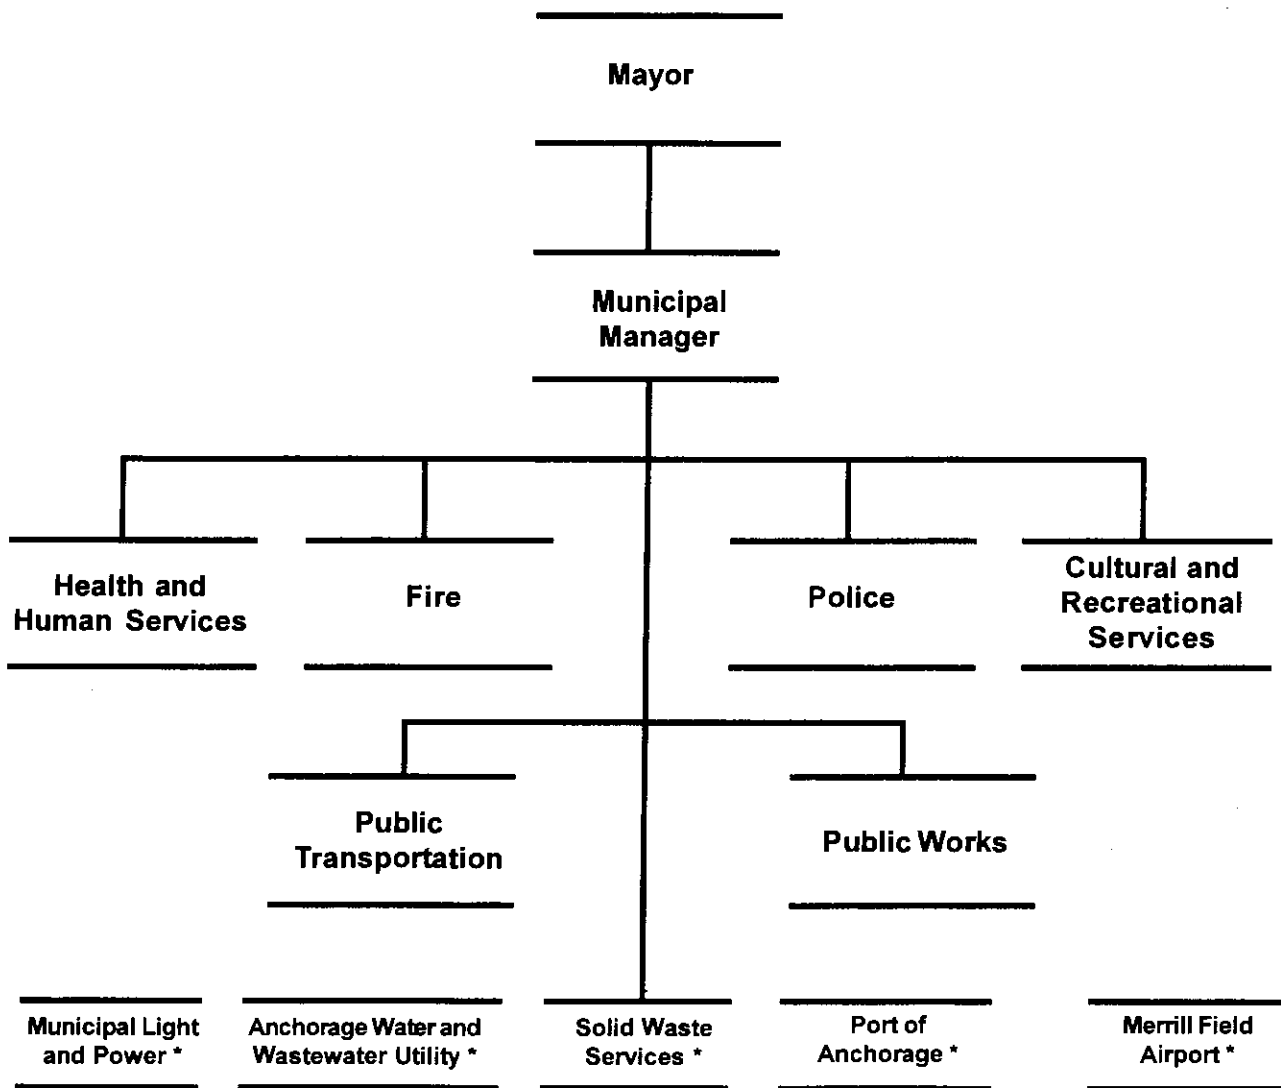 Mayor
Municipal
Manager
Health and
Human Services
Fire
Police
Cultural and
Recreational
Services
Public
Transportation
Public Works
Municipal Light
and Power *
Anchorage Water and
Wastewater Utility *
Solid Waste
Services *
Port of
Anchorage *
Merrill Field
Airport *